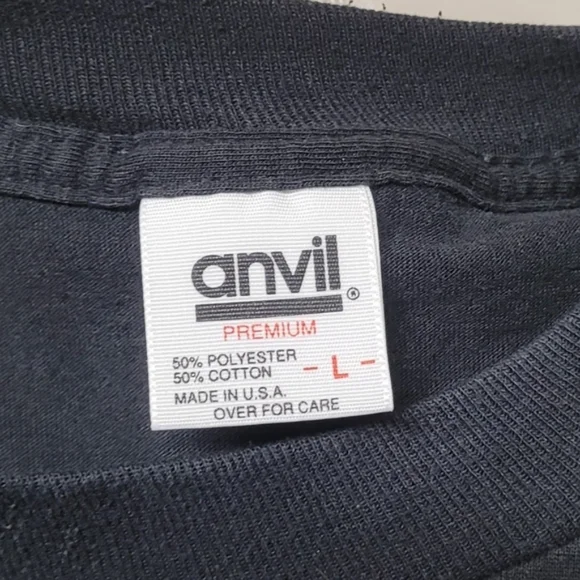 anvil®
PREMIUM
50% POLYESTER
50% COTTON
- L -
MADE IN U.S.A.
OVER FOR CARE